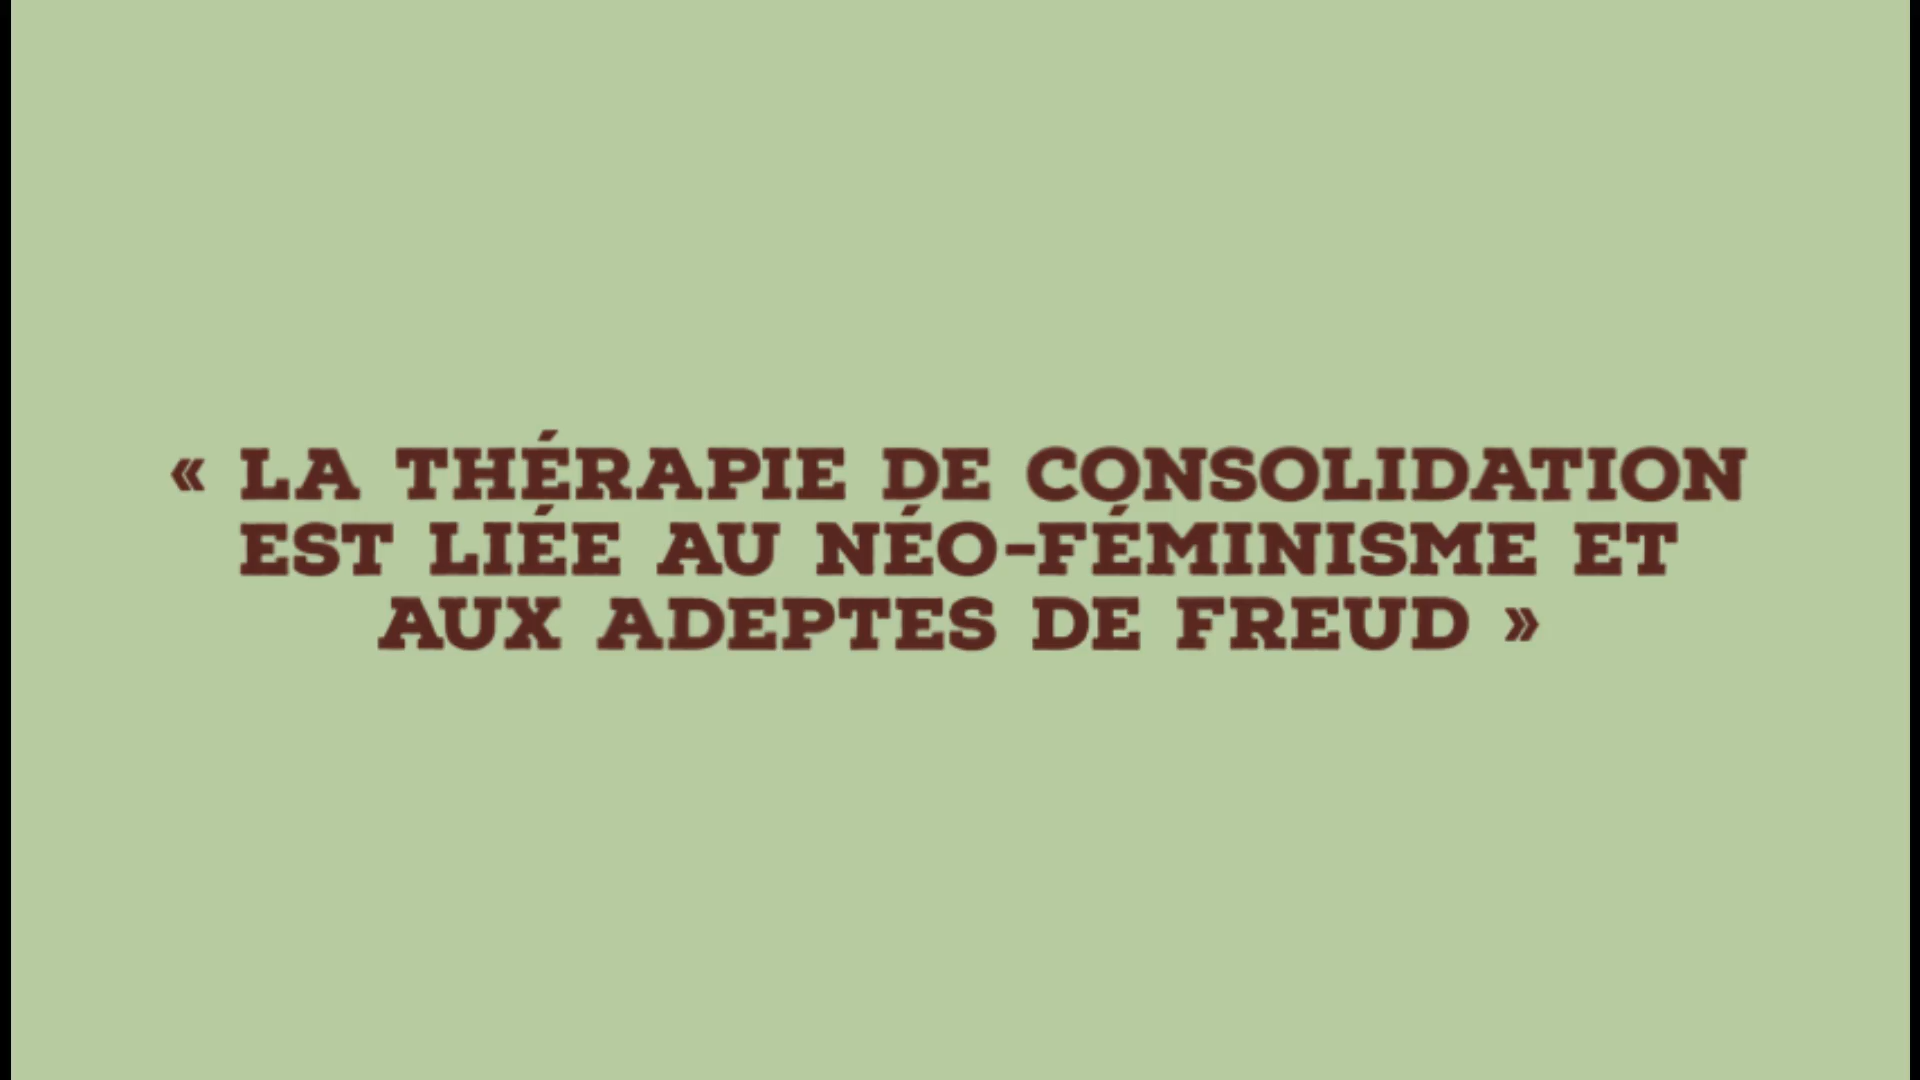 « LA THÉRAPIE DE CONSOLIDATION
EST LIÉE AU NÉO-FÉMINISME ET
AUX ADEPTES DE FREUD »